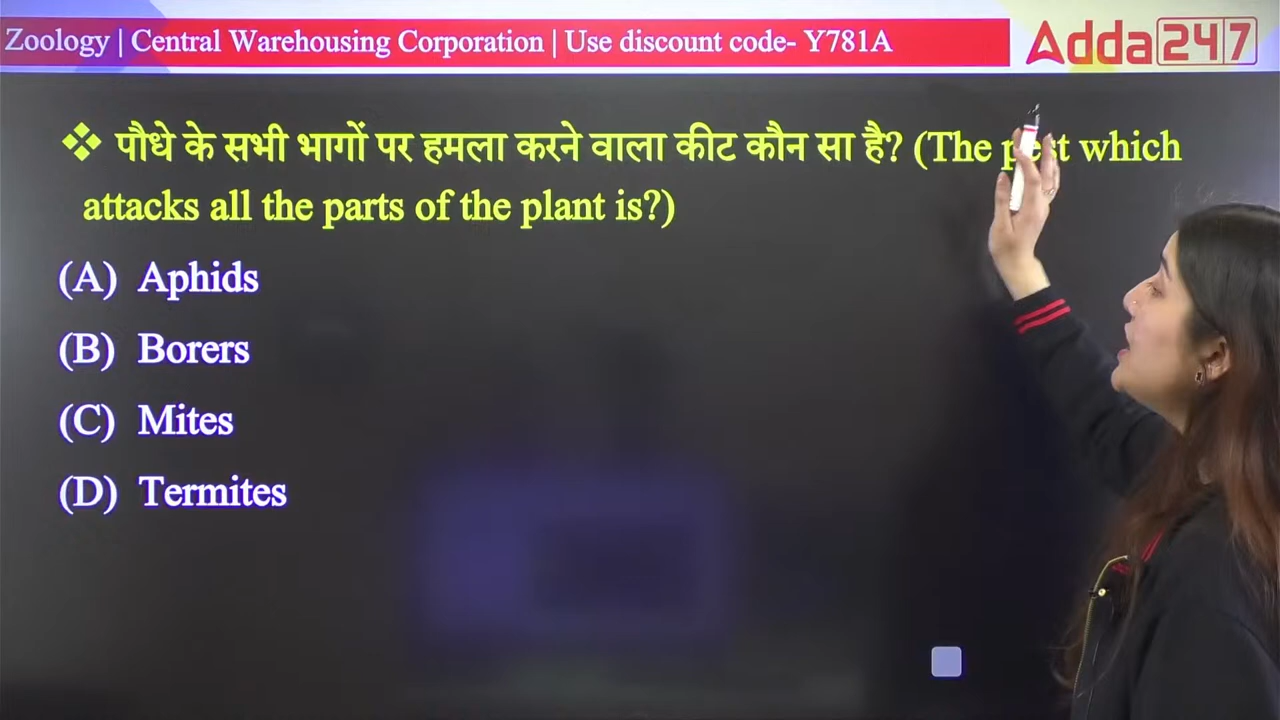 Zoology | Central Warehousing Corporation | Use discount code- Y781A
Adda247
❖ पौधे के सभी भागों पर हमला करने वाला कीट कौन सा है? (The pest which
attacks all the parts of the plant is?)
(A) Aphids
(B) Borers
(C) Mites
(D) Termites